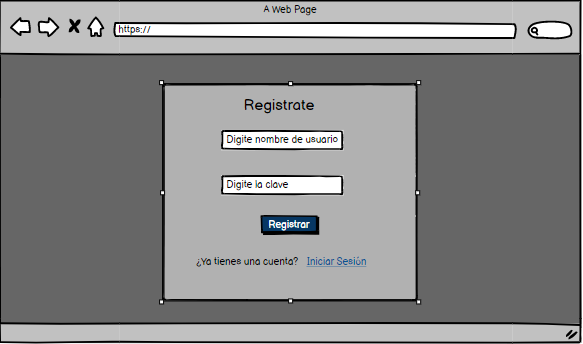 A Web Page
https://
Registrate
Digite nombre de usuario
Digite la clave
Registrar
¿Ya tienes una cuenta? Iniciar Sesión